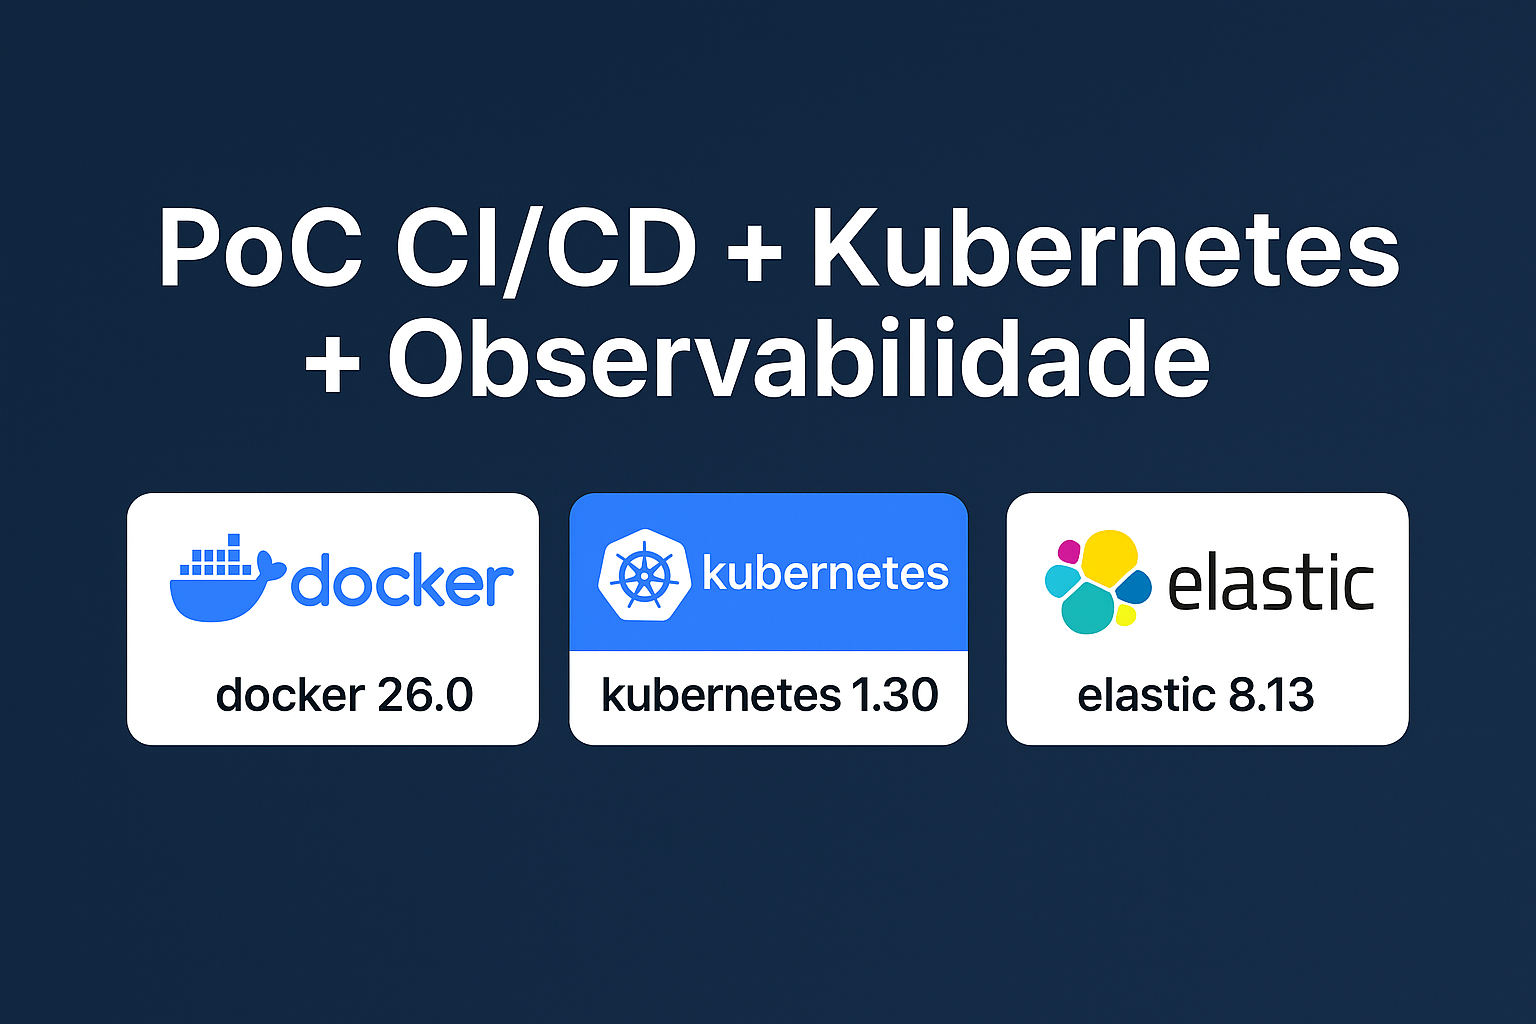 PoC CI/CD + Kubernetes
+ Observabilidade
docker
docker 26.0
kubernetes
kubernetes 1.30
elastic
elastic 8.13